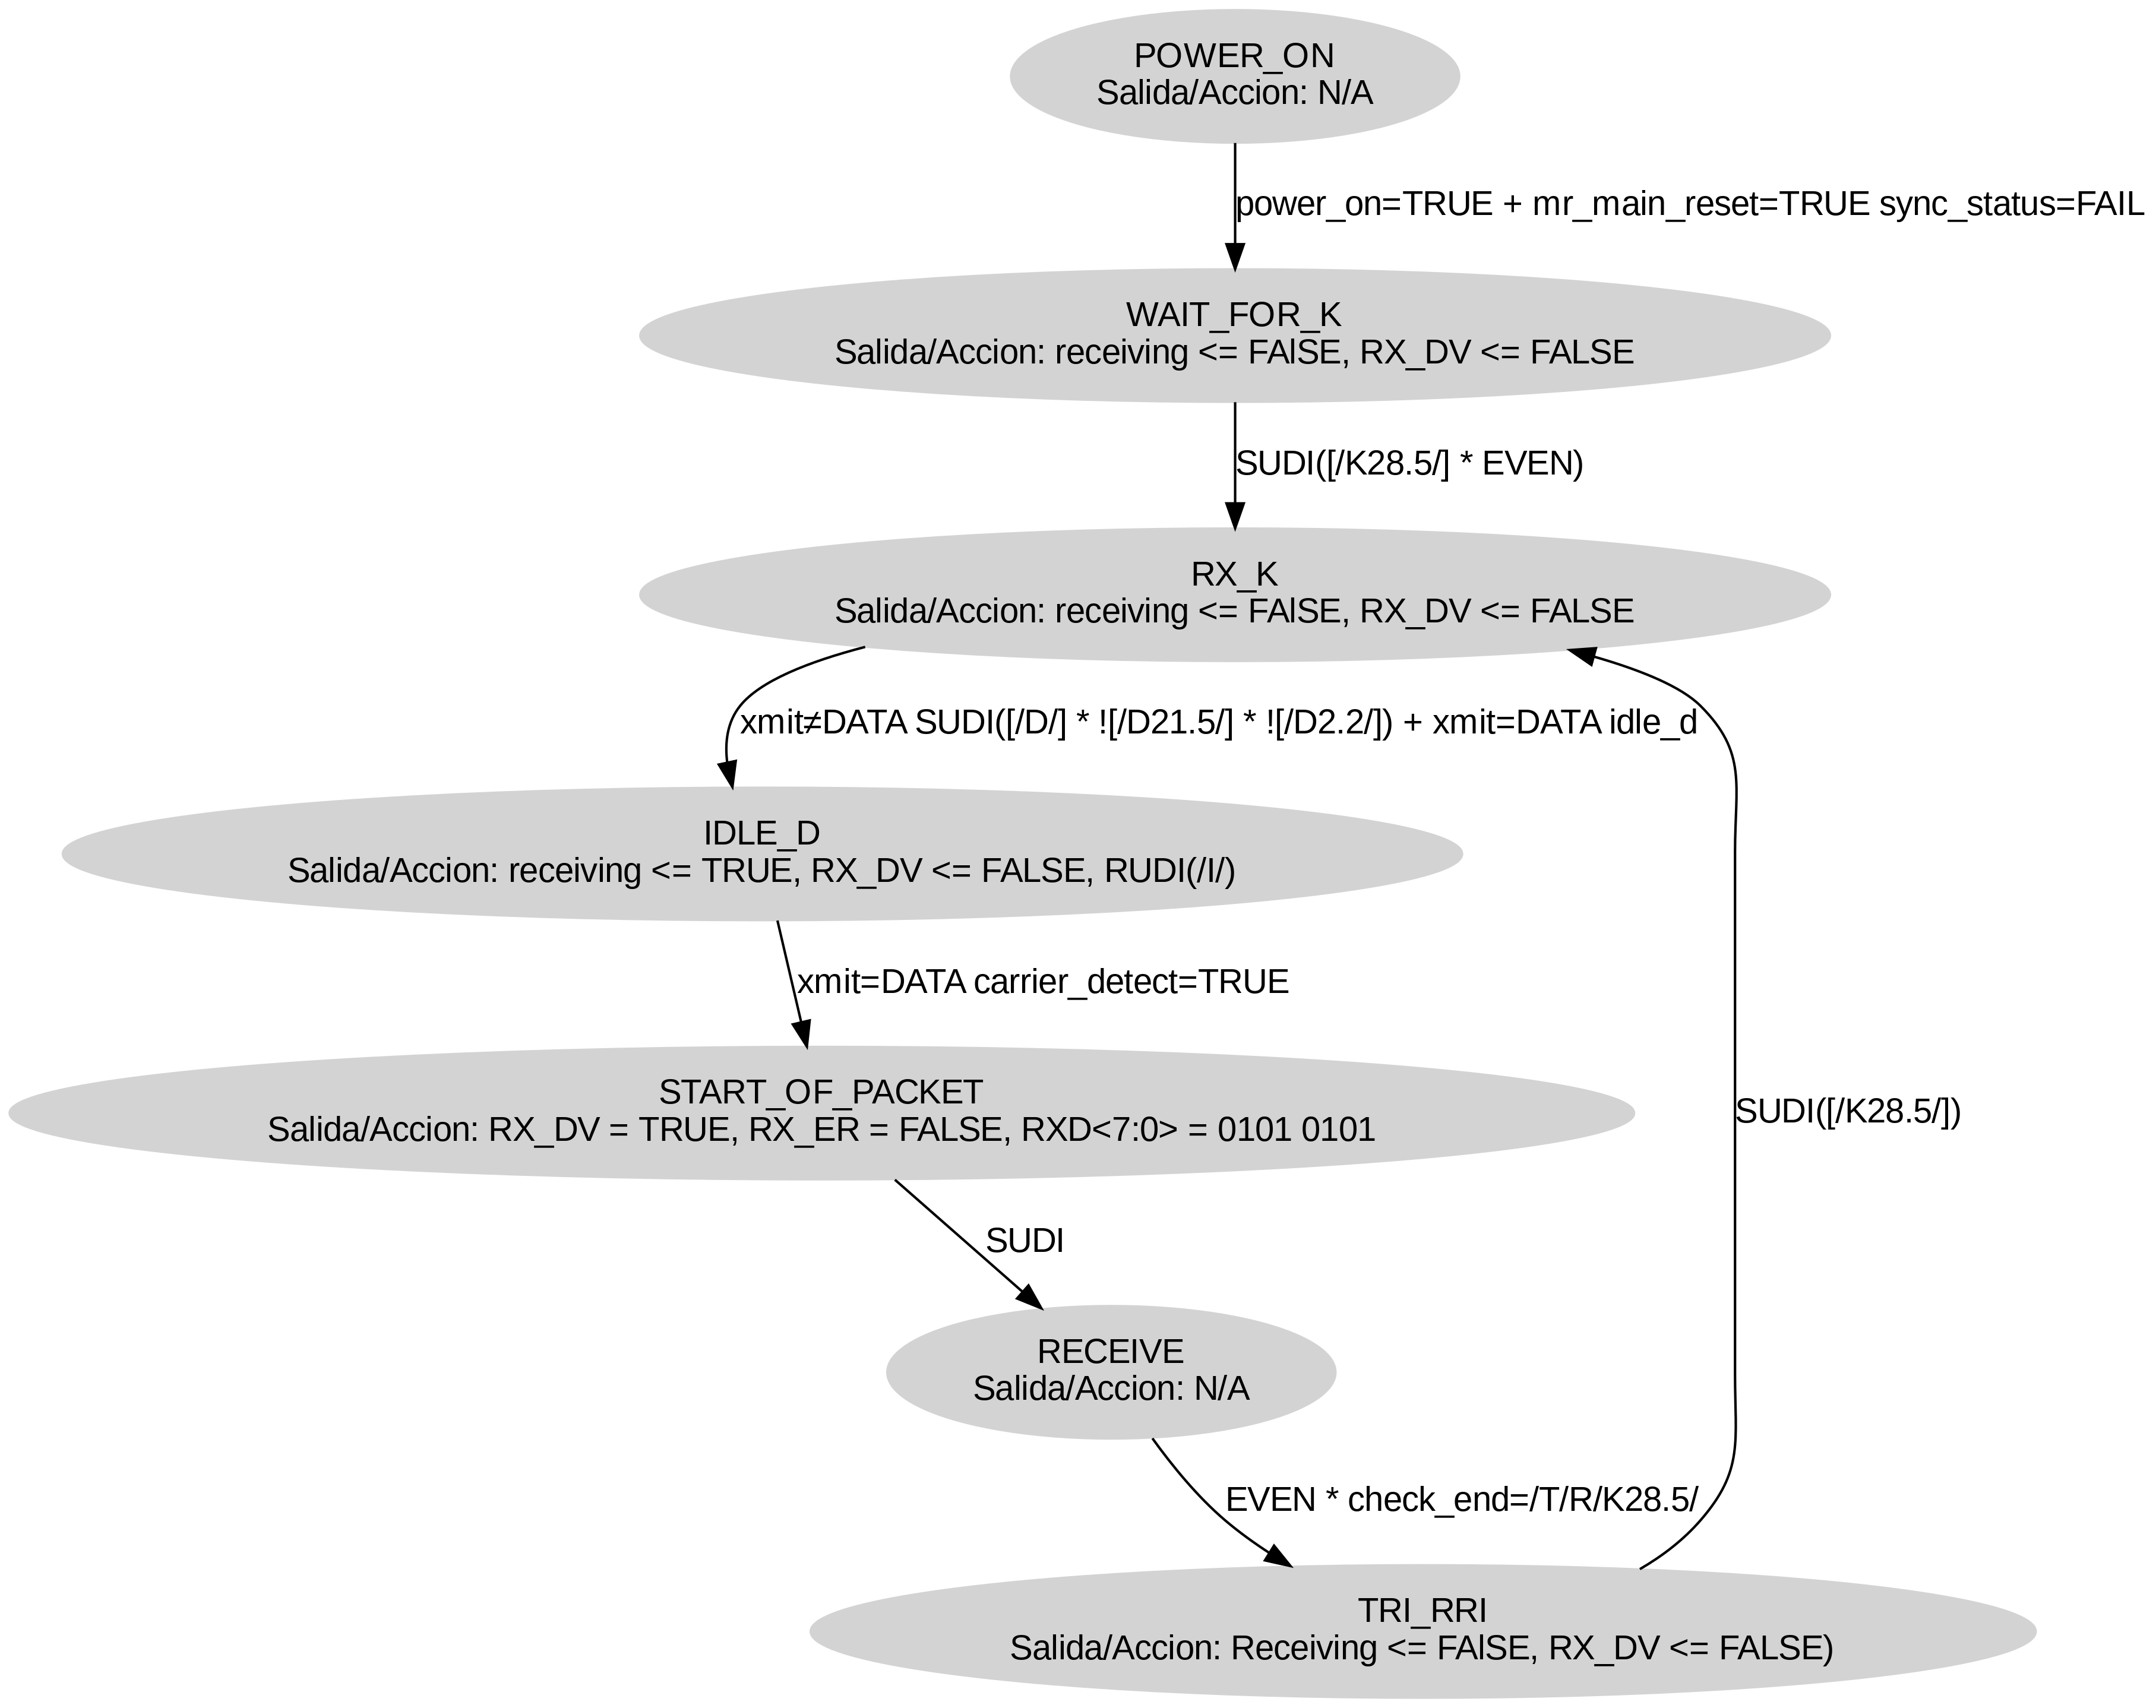 POWER_ON
Salida/Accion: N/A
power_on=TRUE + mr_main_reset=TRUE sync_status=FAIL
WAIT_FOR_K
Salida/Accion: receiving <= FAlSE, RX_DV <= FALSE
SUDI([/K28.5/] * EVEN)
RX_K
Salida/Accion: receiving <= FAlSE, RX_DV <= FALSE
xmit≠DATA SUDI([/D/] * ![/D21.5/] * ![/D2.2/]) + xmit=DATA idle_d
IDLE_D
Salida/Accion: receiving <= TRUE, RX_DV <= FALSE, RUDI(/I/)
xmit=DATA carrier_detect=TRUE
START_OF_PACKET
Salida/Accion: RX_DV = TRUE, RX_ER = FALSE, RXD<7:0> = 0101 0101
SUDI([/K28.5/])
SUDI
RECEIVE
Salida/Accion: N/A
EVEN * check_end=/T/R/K28.5/
TRI_RRI
Salida/Accion: Receiving <= FAlSE, RX_DV <= FALSE)